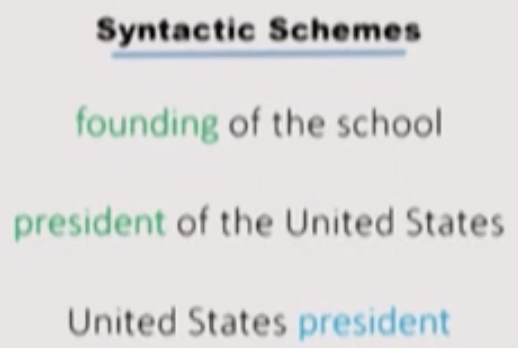 Syntactic Schemes
founding of the school
president of the United States
United States president